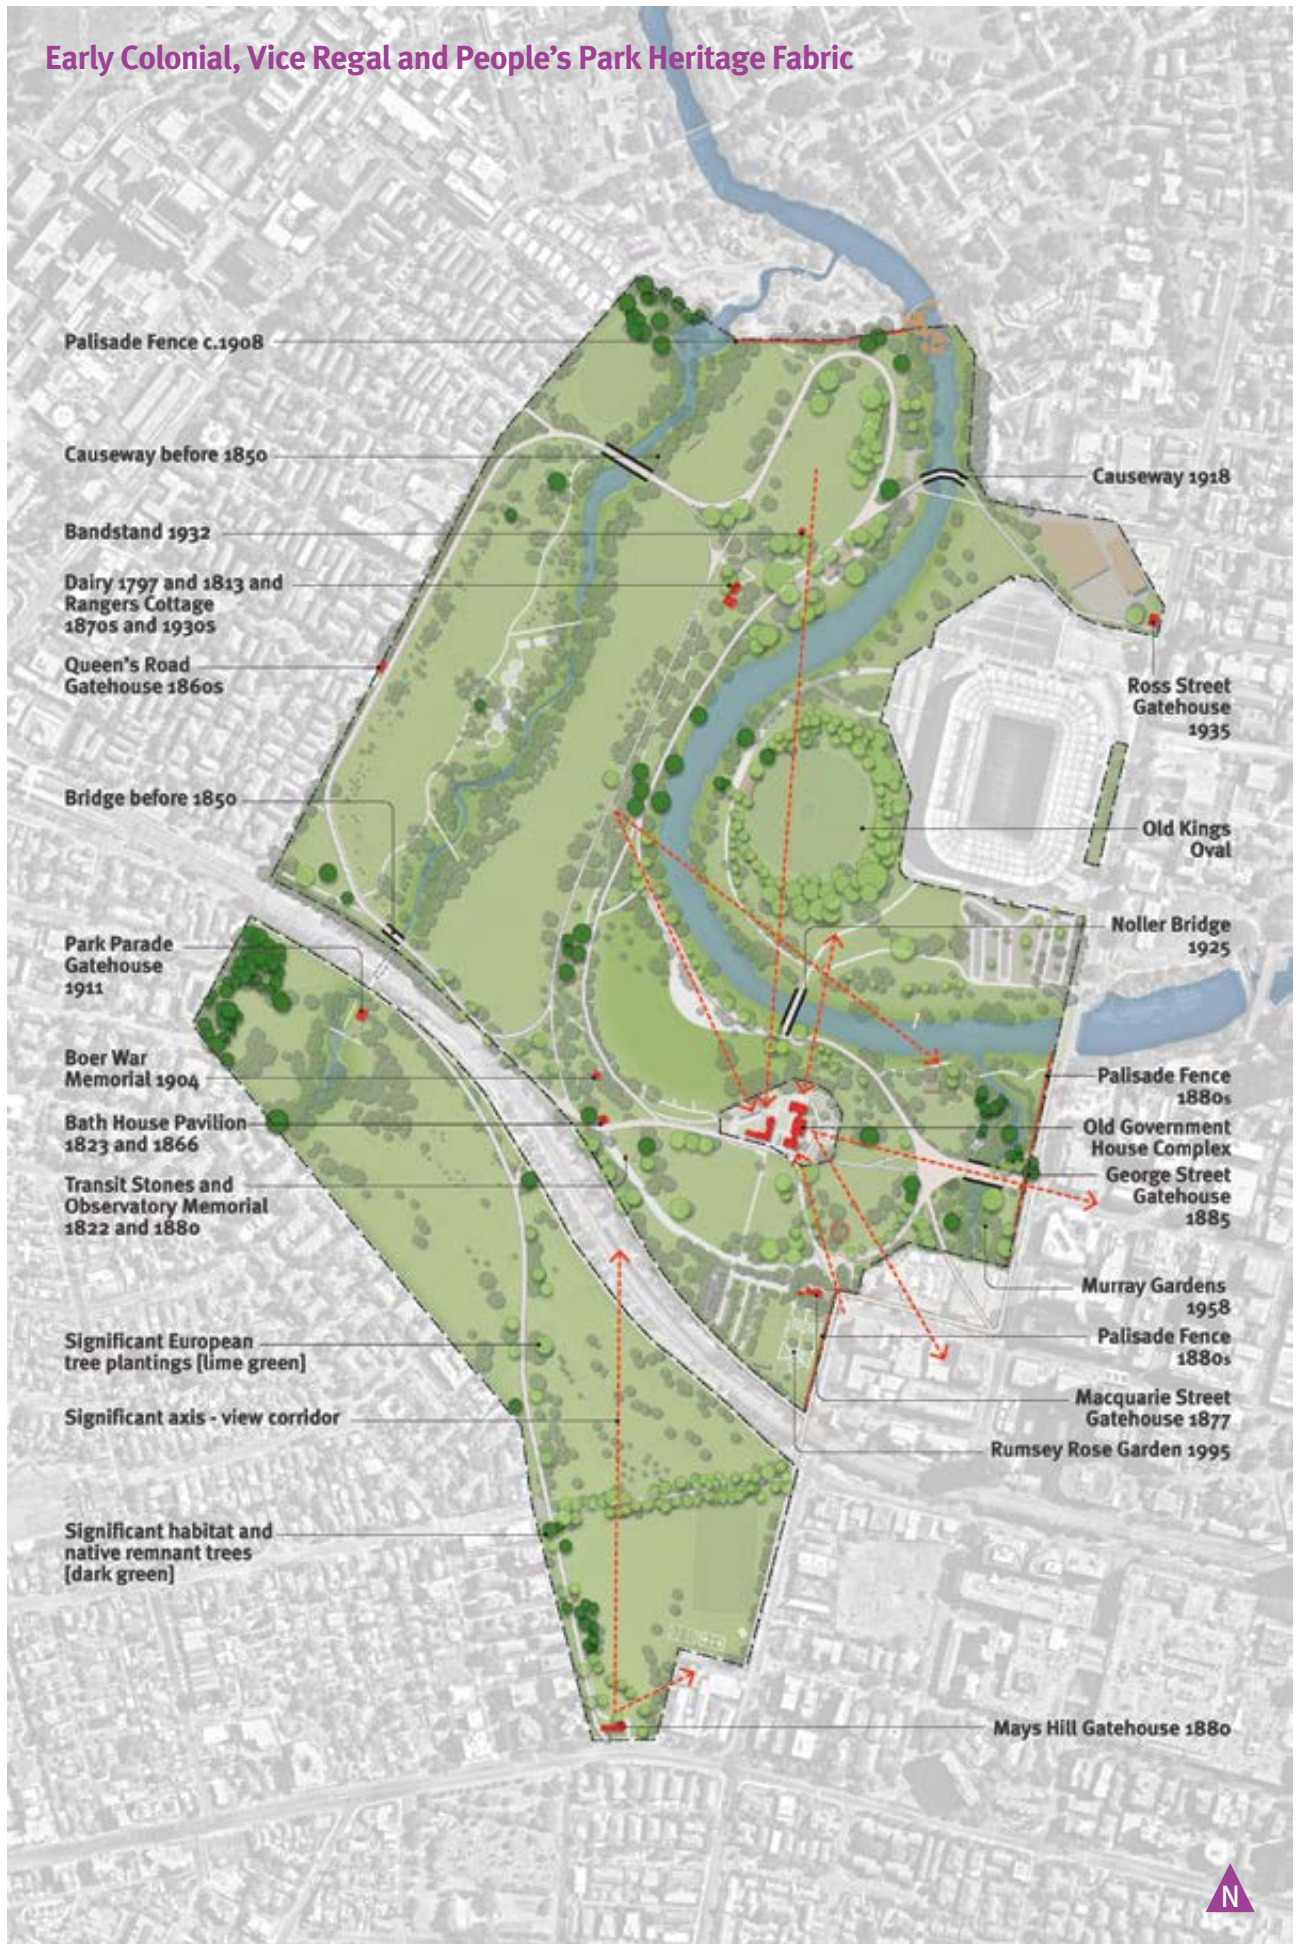 Early Colonial, Vice Regal and People's Park Heritage Fabric
Palisade Fence c.1908
Causeway before 1850
Bandstand 1932
Dairy 1797 and 1813 and
Rangers Cottage
1870s and 1930s
Queen's Road
Gatehouse 1860s
Bridge before 1850
Park Parade
Gatehouse
1911
Boer War
Memorial 1904
Bath House Pavilion
1823 and 1866
Transit Stones and
Observatory Memorial
1822 and 1880
Significant European
tree plantings [lime green]
Significant axis - view corridor
Significant habitat and
native remnant trees
[dark green]
Causeway 1918
Ross Street
Gatehouse
1935
Old Kings
Oval
Noller Bridge
1925
Palisade Fence
1880s
Old Government
House Complex
George Street
Gatehouse
1885
Murray Gardens
1958
Palisade Fence
1880s
Macquarie Street
Gatehouse 1877
Rumsey Rose Garden 1995
Mays Hill Gatehouse 1880
N